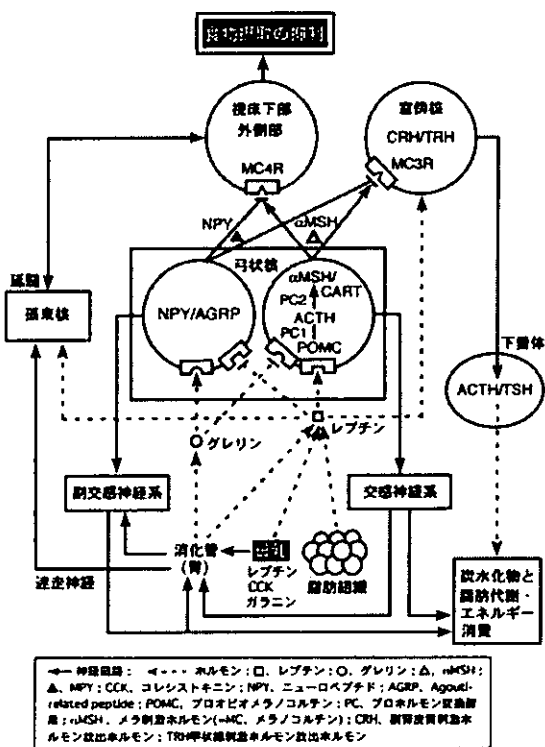 視床下部
外側部
MC4R
室傍核
CRH/TRH
MC3R
NPY
αMSH
弓状核
延髄
孤束核
NPY/AGRP
αMSH/
CART
PC2
ACTH
PC1
POMC
下垂体
ACTH/TSH
グレリン
レプチン
副交感神経系
交感神経系
消化管
(胃)
母乳
レプチン
CCK
ガラニン
脂肪組織
迷走神経
炭水化物と
脂肪代謝・
エネルギー
消費
神経回路； ホルモン；□、レプチン；○、グレリン；△、αMSH；
▲、NPY；CCK、コレシストキニン；NPY、ニューロペプチド；AGRP、Agouti-
related peptide；POMC、プロオピオメラノコルチン；PC、プロホルモン変換酵
素；αMSH、メラ刺激ホルモン(=MC、メラノコルチン)；CRH、副腎皮質刺激ホ
ルモン放出ホルモン；TRH甲状腺刺激ホルモン放出ホルモン